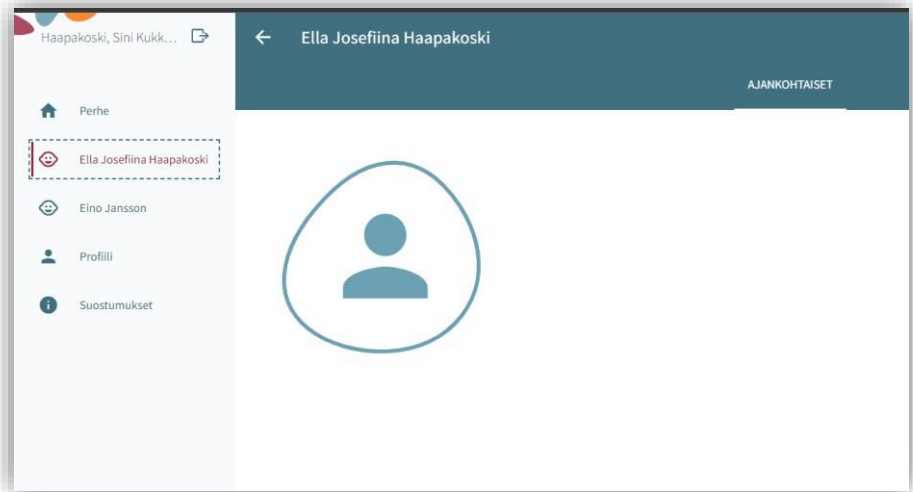 Haapakoski, Sini Kukk...
Ella Josefiina Haapakoski
AJANKOHTAISET
Perhe
Ella Josefiina Haapakoski
Eino Jansson
Profiili
Suostumukset